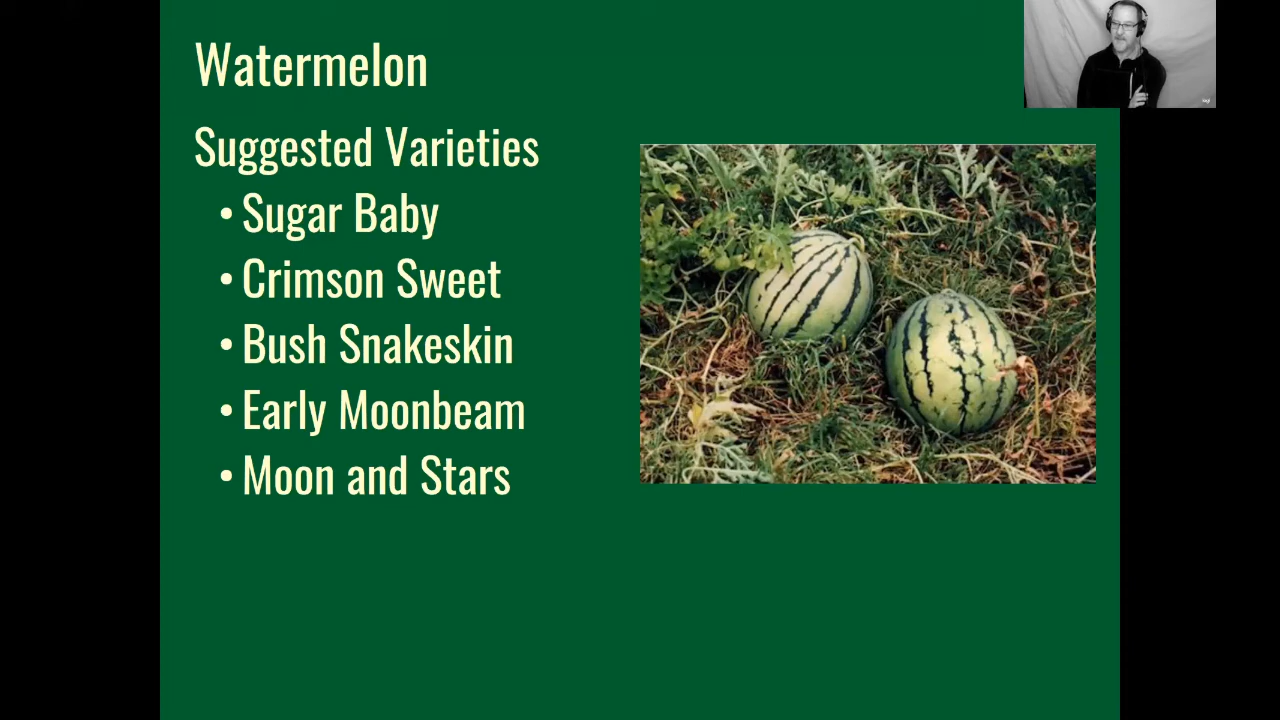 Watermelon
Suggested Varieties
• Sugar Baby
• Crimson Sweet
• Bush Snakeskin
• Early Moonbeam
• Moon and Stars